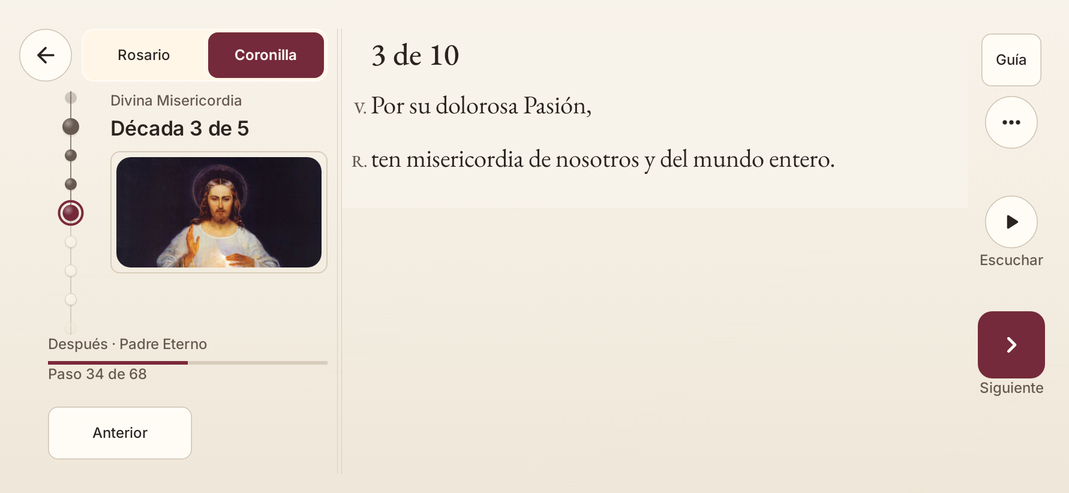 Rosario
Coronilla
Divina Misericordia
Década 3 de 5
Después · Padre Eterno
Paso 34 de 68
Anterior
3 de 10
V. Por su dolorosa Pasión,
R. ten misericordia de nosotros y del mundo entero.
Guía
Escuchar
Siguiente